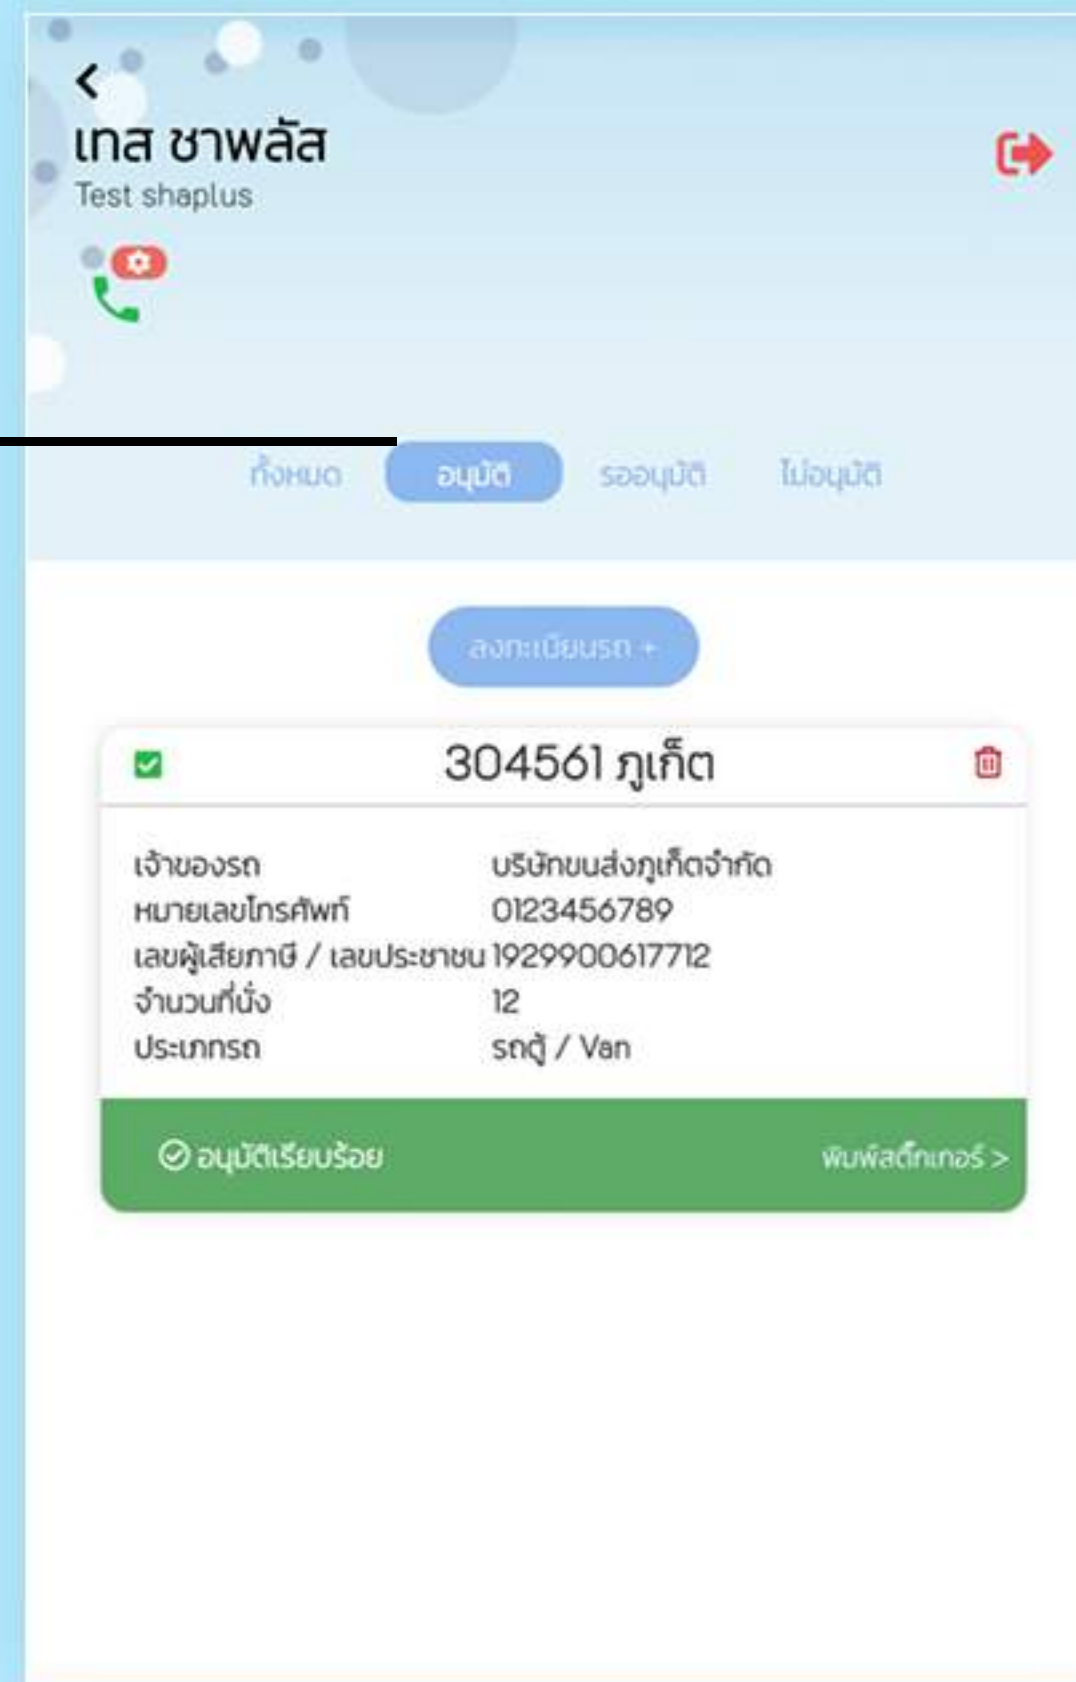 เทส ชาพลัส
Test shaplus
ทั้งหมด อนุมัติ รออนุมัติ ไม่อนุมัติ
ลงทะเบียนรถ +
304561 ภูเก็ต
เจ้าของรถ บริษัทขนส่งภูเก็ตจำกัด
หมายเลขโทรศัพท์ 0123456789
เลขผู้เสียภาษี / เลขประชาชน 1929900617712
จำนวนที่นั่ง 12
ประเภทรถ รถตู้ / Van
อนุมัติเรียบร้อย พิมพ์สติ๊กเกอร์ >